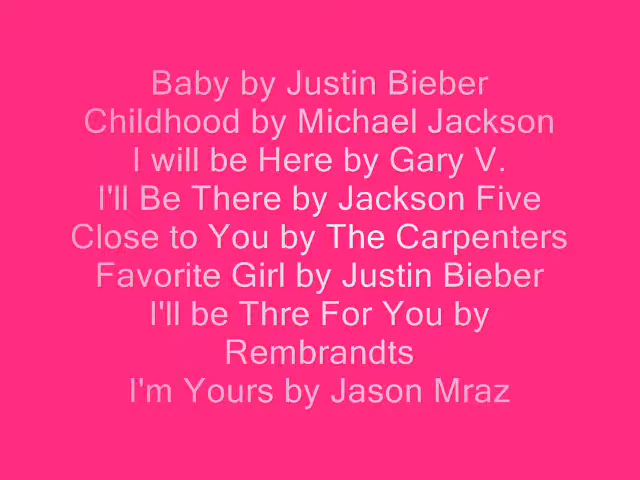 Baby by Justin Bieber
Childhood by Michael Jackson
I will be Here by Gary V.
I'll Be There by Jackson Five
Close to You by The Carpenters
Favorite Girl by Justin Bieber
I'll be Thre For You by
Rembrandts
I'm Yours by Jason Mraz